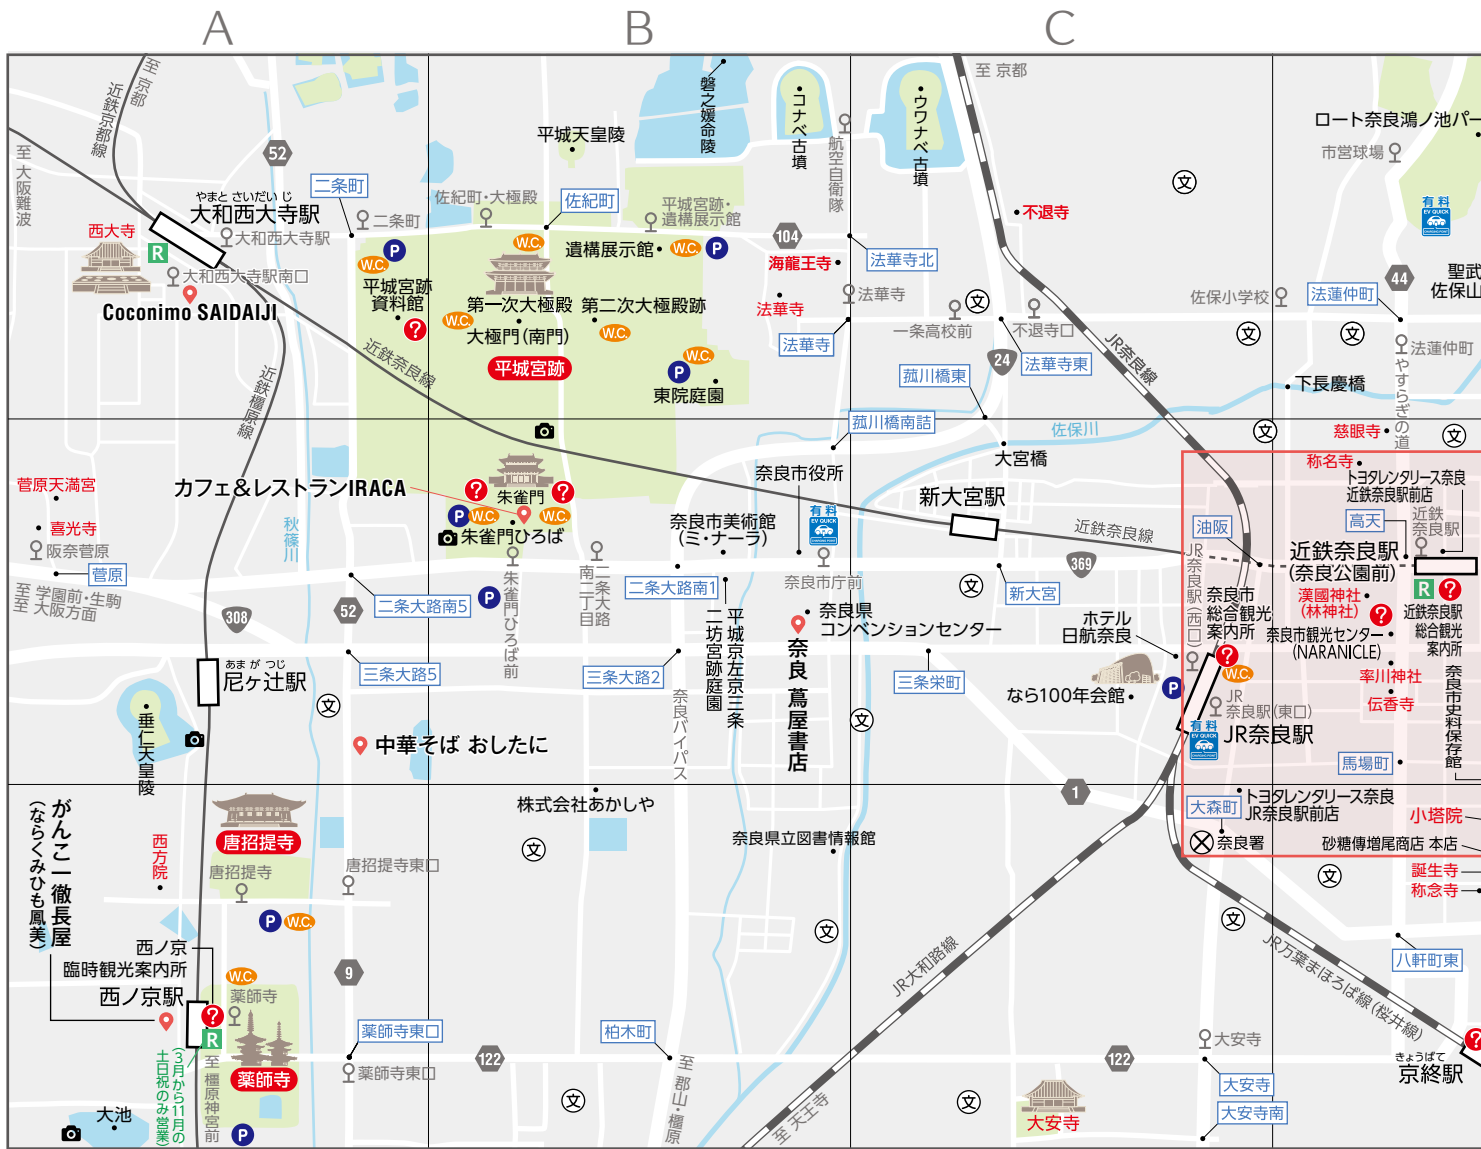 A
B
C
至 京都
近鉄京都線
至 大阪難波
52
やまと さいだい じ
大和西大寺駅
二条町
二条町
大和西大寺駅
大和西大寺駅南口
西大寺
R
Coconimo SAIDAIJI
P
W.C.
平城宮跡
資料館
?
近鉄奈良線
近鉄橿原線
平城天皇陵
佐紀町・大極殿
佐紀町
平城宮跡・
遺構展示館
遺構展示館
W.C.
P
W.C.
第一次大極殿
第二次大極殿跡
W.C.
大極門(南門)
W.C.
平城宮跡
W.C.
P
東院庭園
磐之媛命陵
コナベ古墳
ウワナベ古墳
航空自衛隊
104
海龍王寺
法華寺
法華寺
法華寺
法華寺北
至 京都
文
不退寺
一条高校前
文
不退寺口
24
法華寺東
菰川橋東
菰川橋南詰
JR奈良線
佐保川
大宮橋
ロート奈良鴻ノ池パー
市営球場
有料
EV QUICK
44
聖武
佐保山
佐保小学校
法蓮仲町
文
文
法蓮仲町
やすらぎの道
下長慶橋
文
慈眼寺
文
称名寺
トヨタレンタリース奈良
近鉄奈良駅前店
高天
近鉄
奈良駅
近鉄奈良駅
(奈良公園前)
油阪
漢國神社
(林神社)
R
?
近鉄奈良駅
総合観光
案内所
?
奈良市観光センター
(NARANICLE)
率川神社
伝香寺
奈良市史料保存館
馬場町
菅原天満宮
喜光寺
阪奈菅原
菅原
至 学園前・生駒
至 大阪方面
308
秋篠川
カフェ&レストランIRACA
?
朱雀門
?
P
W.C.
W.C.
朱雀門ひろば
朱雀門ひろば前
P
二条大路南5
52
三条大路5
二条大路
南二丁目
奈良市美術館
(ミ・ナーラ)
二条大路南1
奈良市役所
有料
EV QUICK
奈良市庁前
平城京左京三条
二坊宮跡庭園
三条大路2
奈良バイパス
奈良県
コンベンションセンター
奈良 蔦屋書店
文
新大宮駅
近鉄奈良線
369
文
新大宮
三条栄町
ホテル
日航奈良
なら100年会館
P
JR奈良駅(西口)
奈良市
総合観光
案内所
?
W.C.
JR
奈良駅(東口)
有料
EV QUICK
JR奈良駅
あま が つじ
尼ヶ辻駅
文
垂仁天皇陵
中華そば おしたに
がんこ一徹長屋
(ならくみひも鳳美)
西方院
唐招提寺
唐招提寺
唐招提寺東口
P
W.C.
西ノ京
臨時観光案内所
西ノ京駅
W.C.
薬師寺
?
R
薬師寺
(3月から11月の
土日祝のみ営業)
至 橿原神宮前
P
大池
9
薬師寺東口
薬師寺東口
122
株式会社あかしや
文
奈良県立図書情報館
文
柏木町
至 郡山・橿原
文
1
大森町
トヨタレンタリース奈良
JR奈良駅前店
奈良署
小塔院
砂糖傳増尾商店 本店
誕生寺
称念寺
文
文
JR大和路線
至 天王寺
JR万葉まほろば線(桜井線)
八軒町東
122
文
大安寺
大安寺
大安寺
大安寺南
?
きょうばて
京終駅